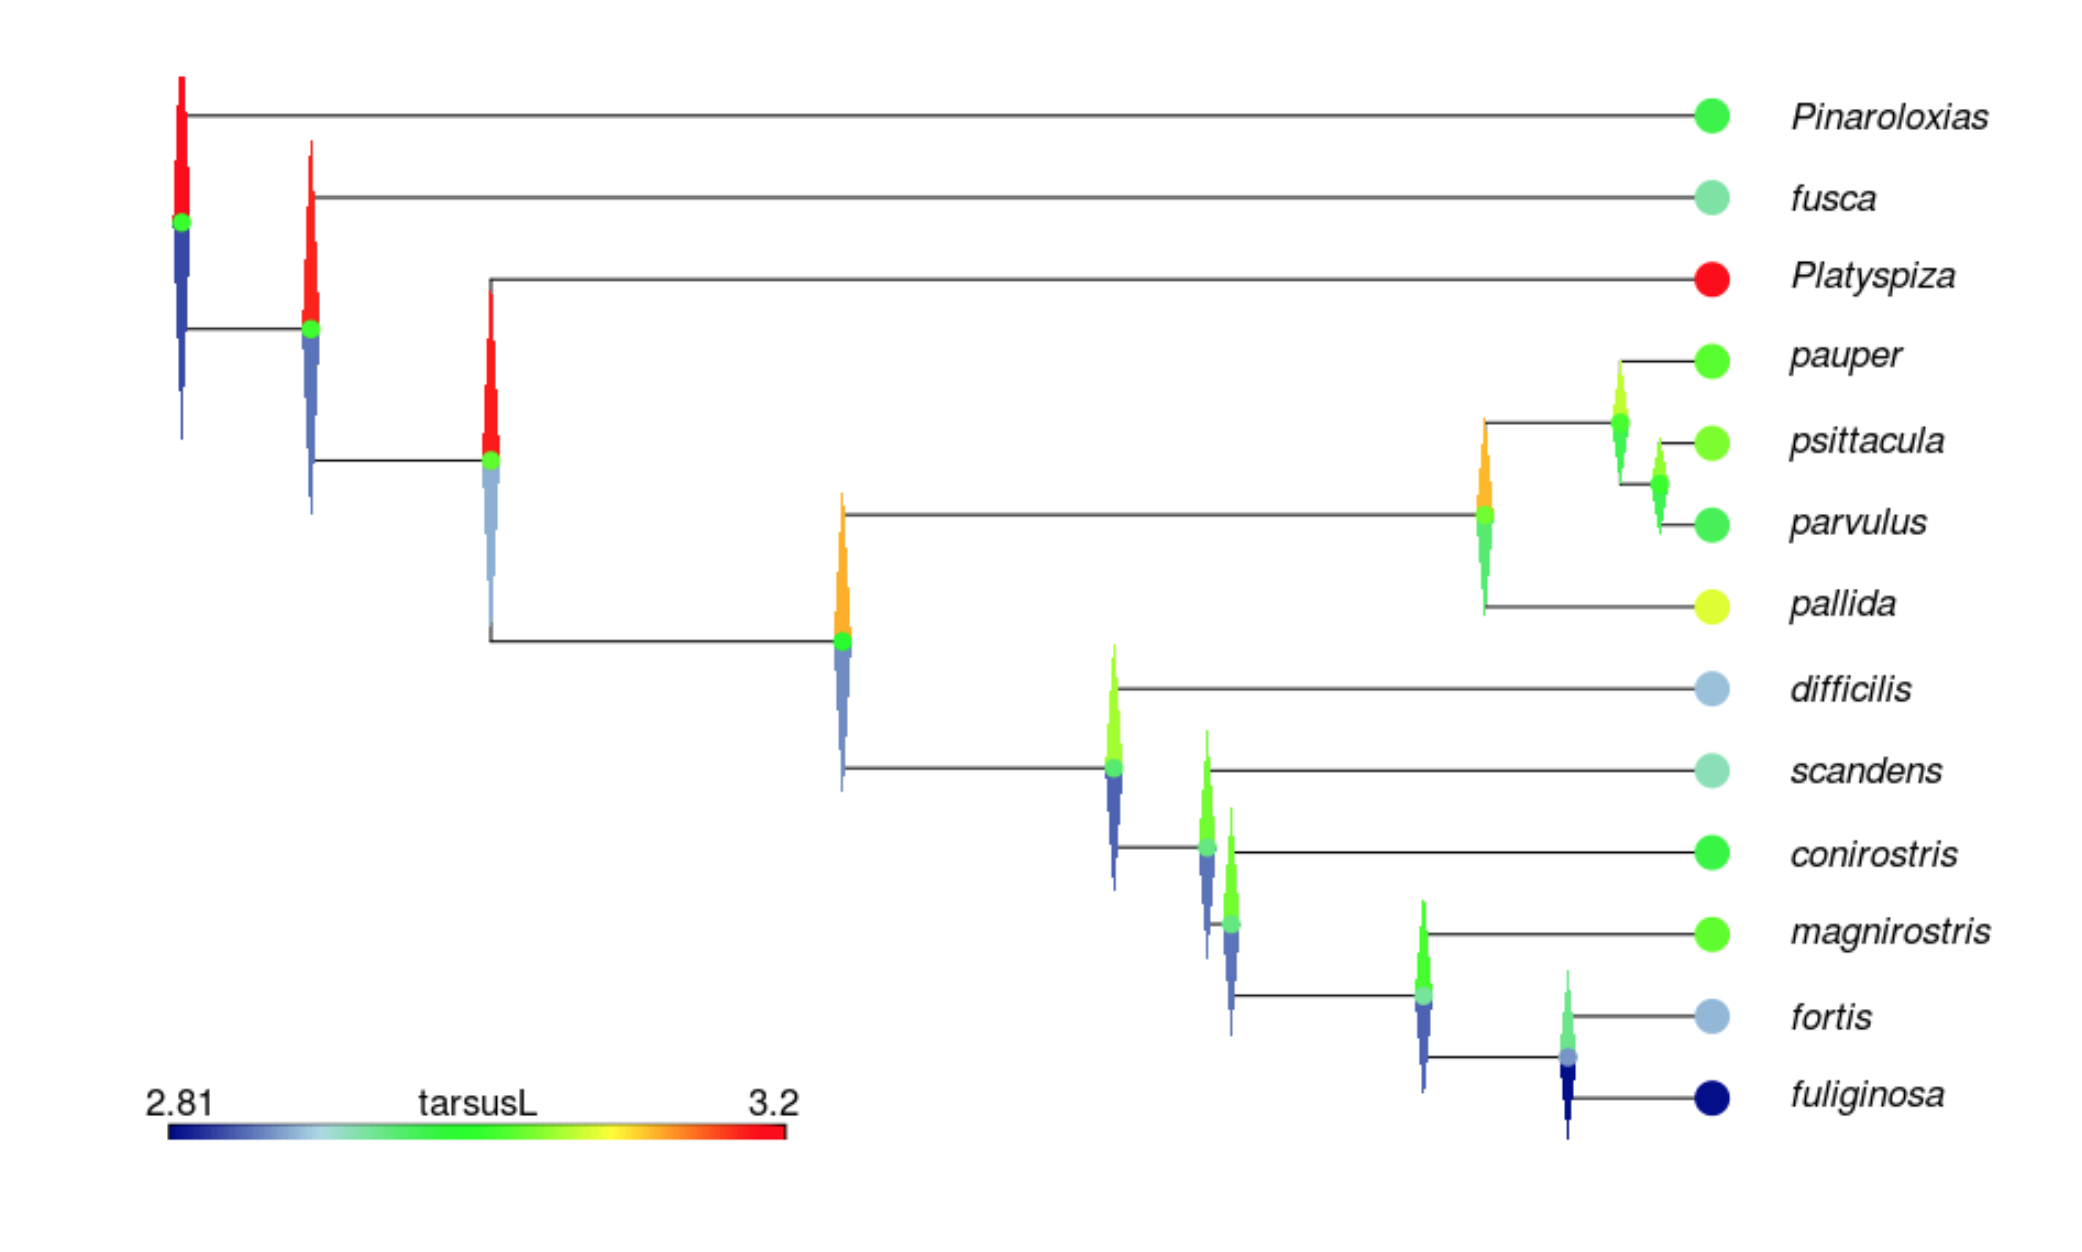 Pinaroloxias
fusca
Platyspiza
pauper
psittacula
parvulus
pallida
difficilis
scandens
conirostris
magnirostris
fortis
fuliginosa
2.81 tarsusL 3.2